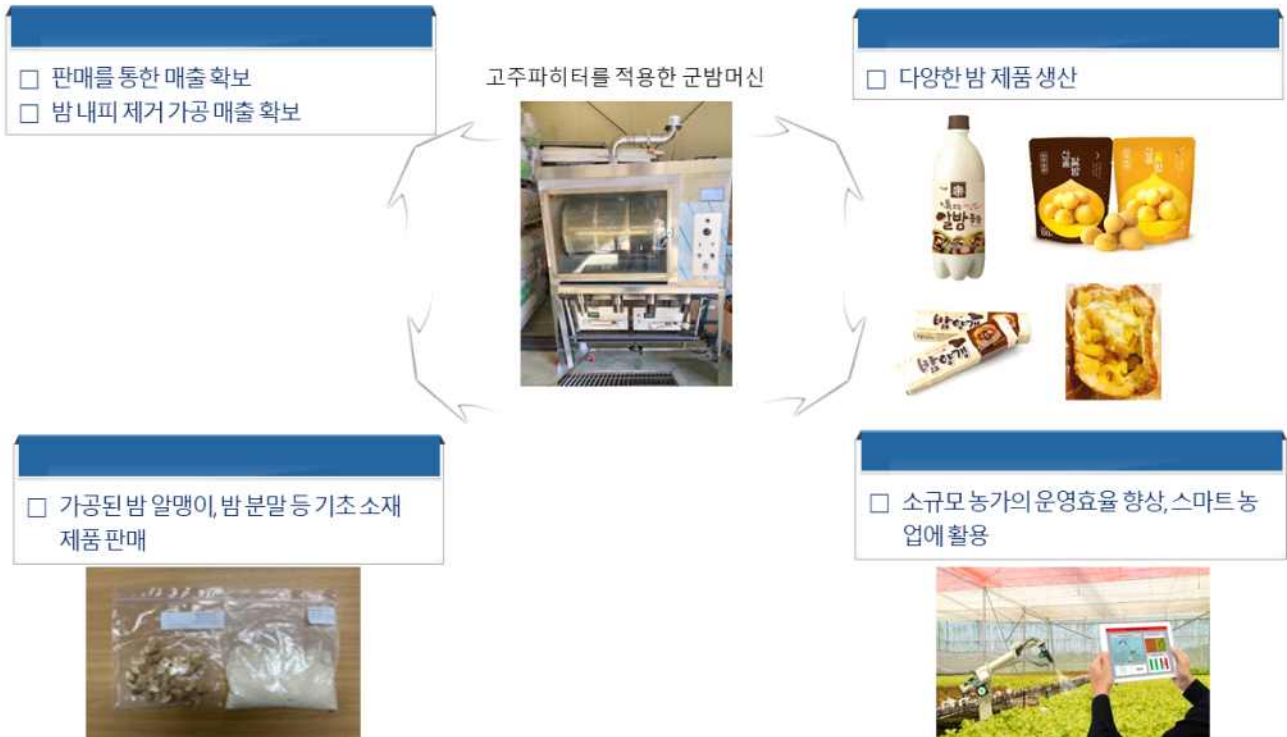 □ 판매를 통한 매출 확보
□ 밤 내피 제거 가공 매출 확보
고주파히터를 적용한 군밤머신
□ 다양한 밤 제품 생산
알밤
밤양갱
밤양갱
□ 가공된 밤 알맹이, 밤 분말 등 기초 소재
제품 판매
□ 소규모 농가의 운영효율 향상, 스마트 농
업에 활용